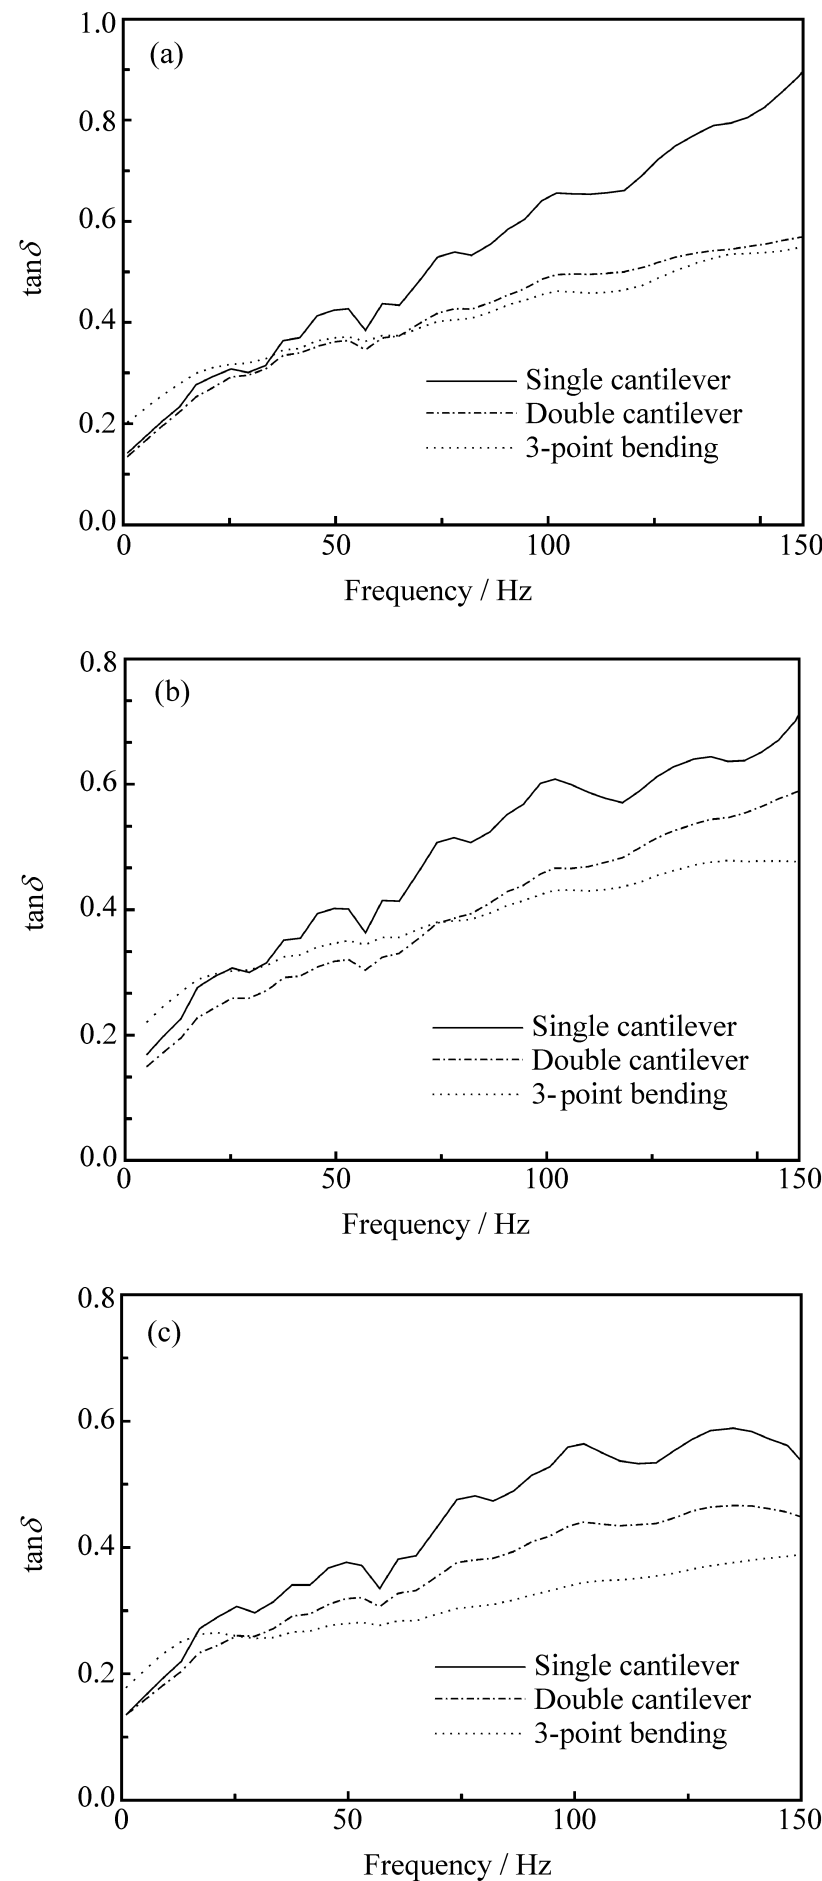 1.0
(a)
0.8
0.6
tanδ
0.4
Single cantilever
Double cantilever
0.2
3-point bending
0.0
0 50 100 150
Frequency / Hz
0.8
(b)
0.6
tanδ
0.4
0.2
Single cantilever
Double cantilever
3-point bending
0.0
0 50 100 150
Frequency / Hz
0.8
(c)
0.6
tanδ
0.4
0.2
Single cantilever
Double cantilever
3-point bending
0.0
0 50 100 150
Frequency / Hz